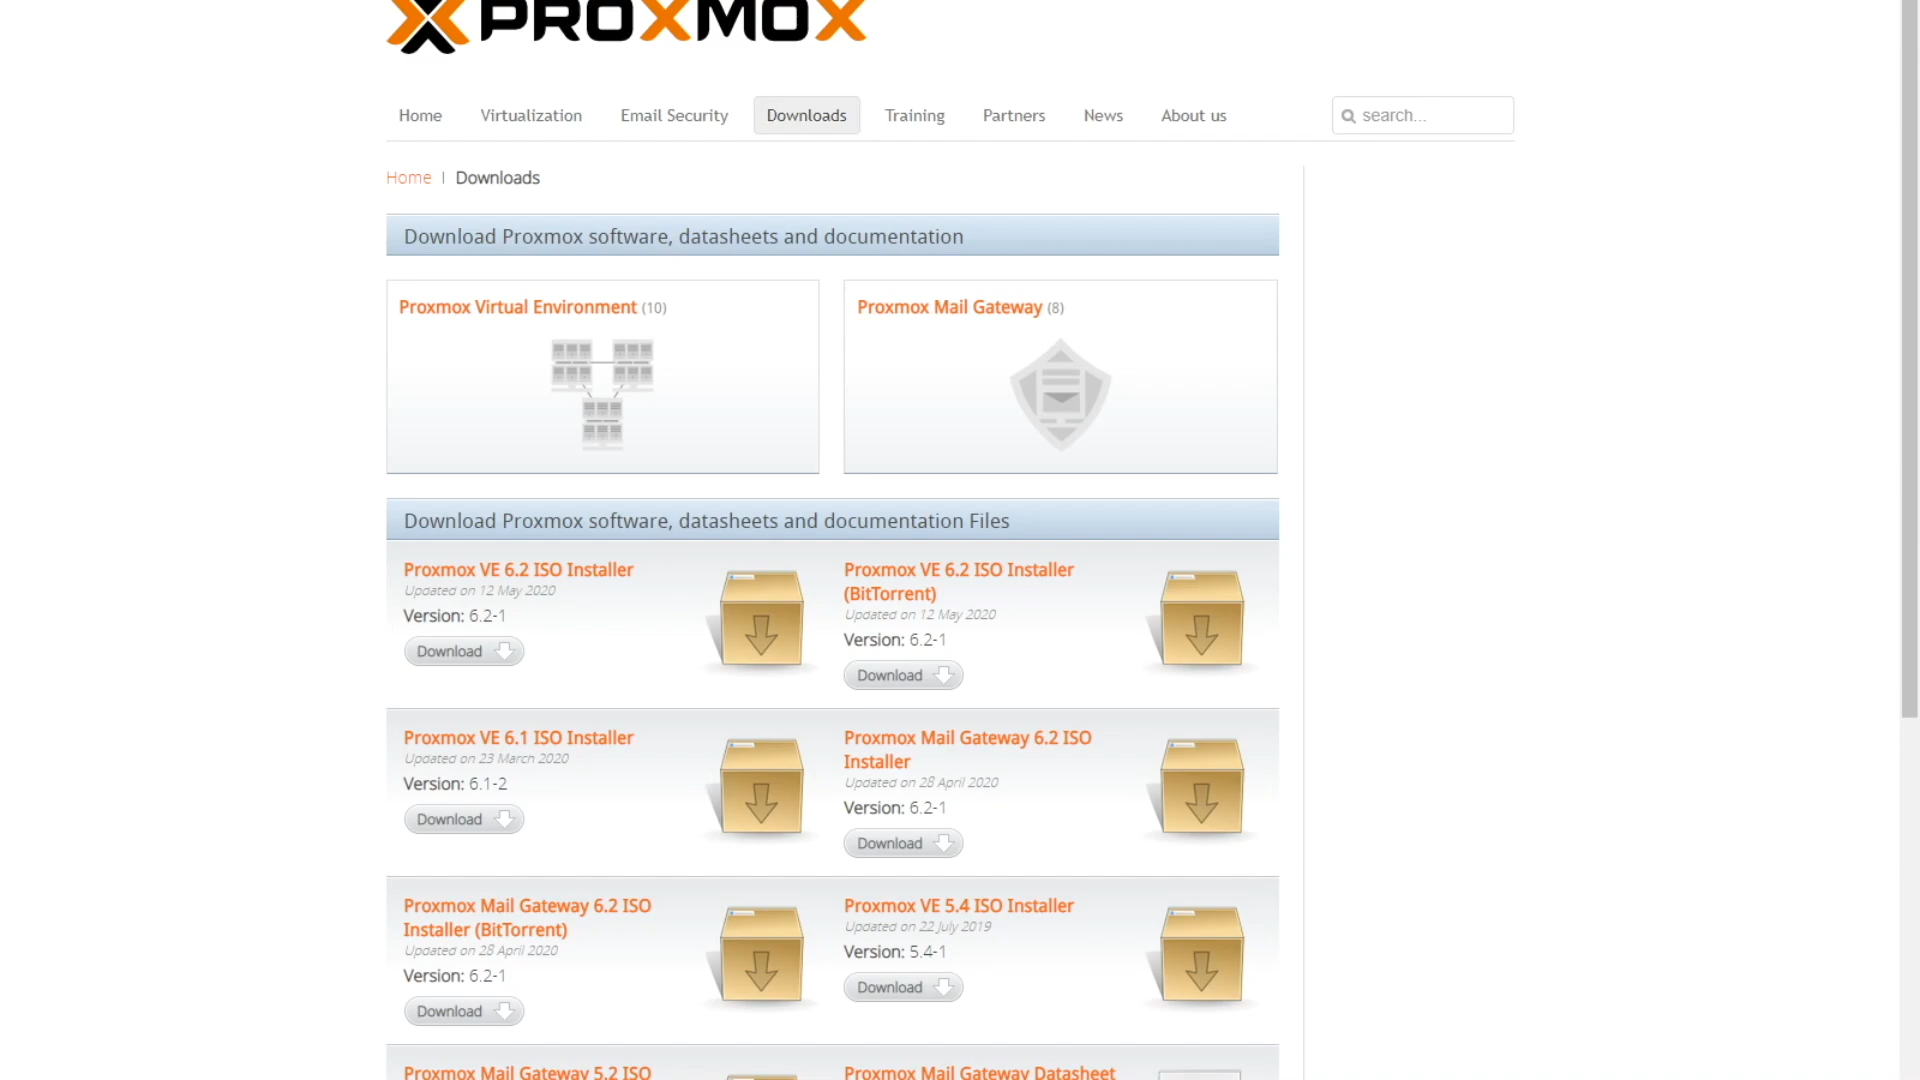 PROXMOX
Home Virtualization Email Security Downloads Training Partners News About us search...
Home | Downloads
Download Proxmox software, datasheets and documentation
Proxmox Virtual Environment (10)
Proxmox Mail Gateway (8)
Download Proxmox software, datasheets and documentation Files
Proxmox VE 6.2 ISO Installer
Updated on 12 May 2020
Version: 6.2-1
Download
Proxmox VE 6.2 ISO Installer
(BitTorrent)
Updated on 12 May 2020
Version: 6.2-1
Download
Proxmox VE 6.1 ISO Installer
Updated on 23 March 2020
Version: 6.1-2
Download
Proxmox Mail Gateway 6.2 ISO
Installer
Updated on 28 April 2020
Version: 6.2-1
Download
Proxmox Mail Gateway 6.2 ISO
Installer (BitTorrent)
Updated on 28 April 2020
Version: 6.2-1
Download
Proxmox VE 5.4 ISO Installer
Updated on 22 July 2019
Version: 5.4-1
Download
Proxmox Mail Gateway 5.2 ISO
Proxmox Mail Gateway Datasheet